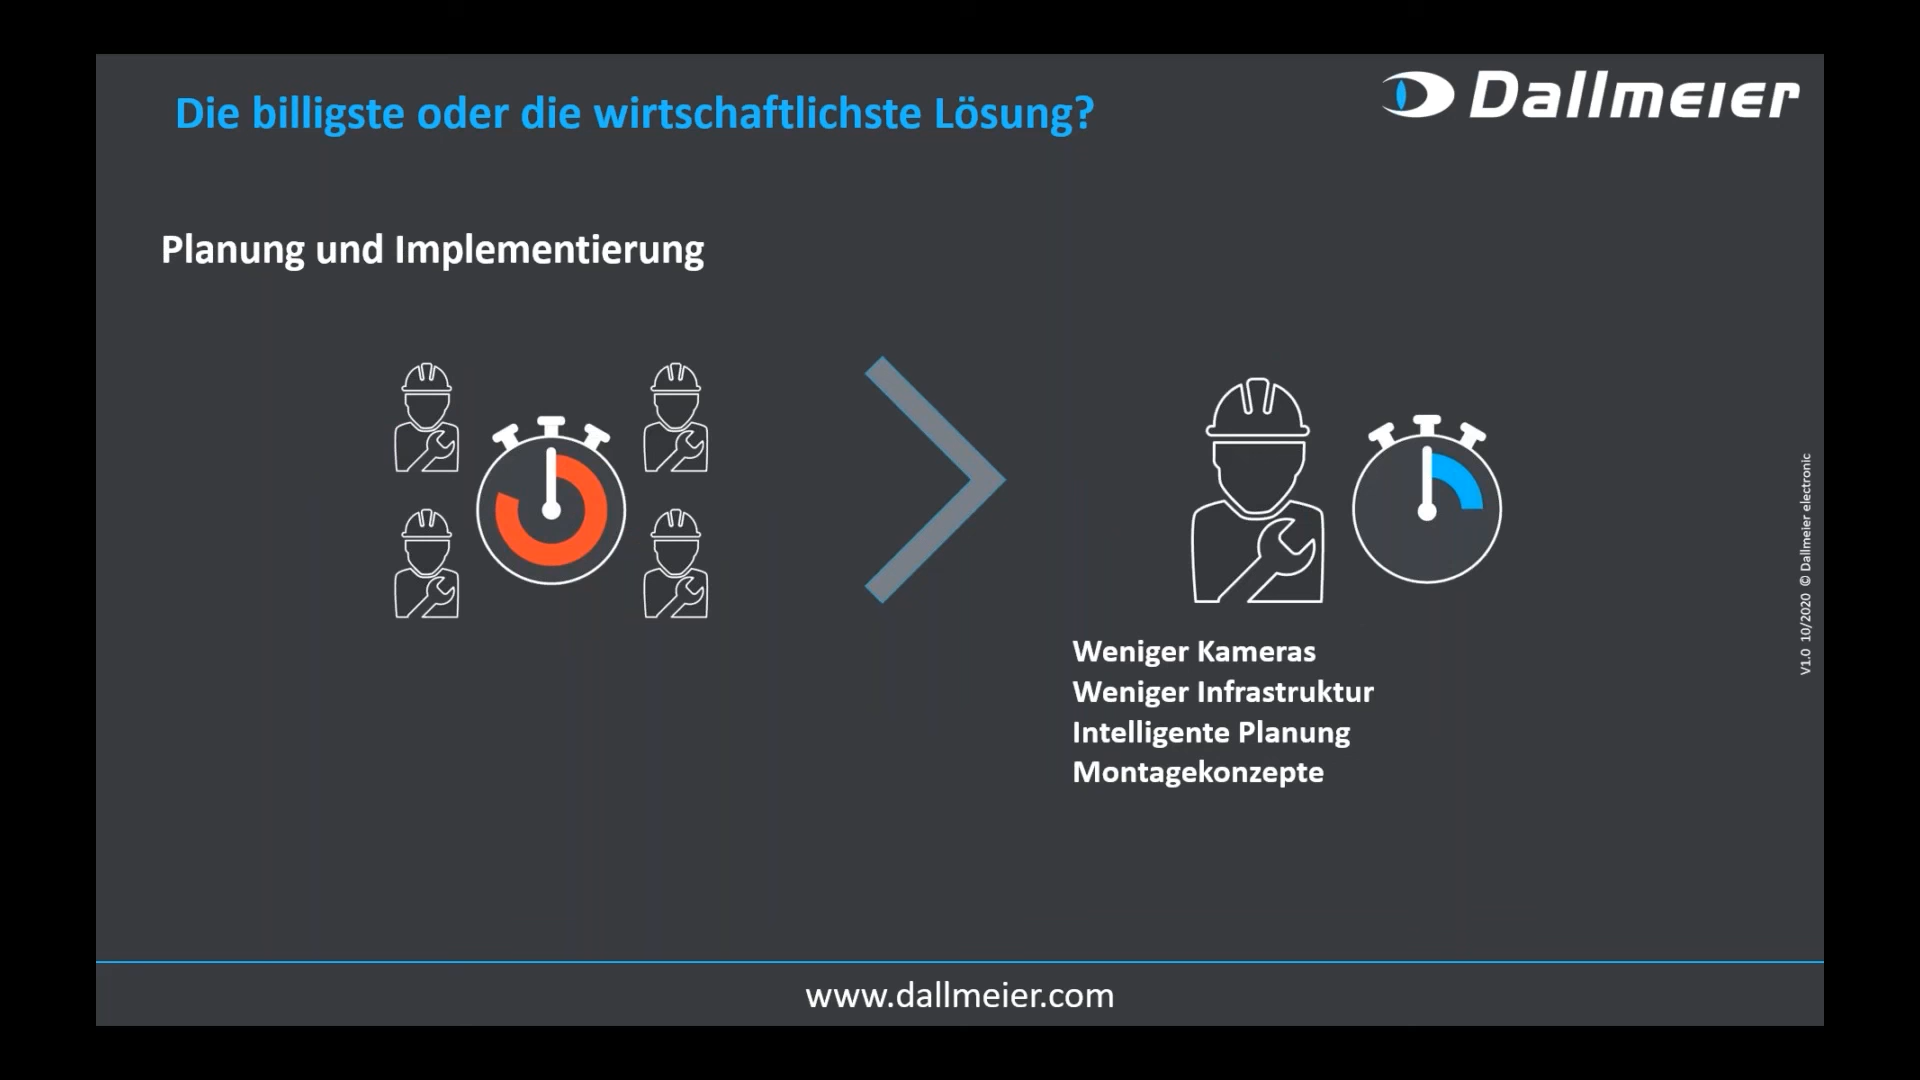 Die billigste oder die wirtschaftlichste Lösung?
Dallmeier
Planung und Implementierung
Weniger Kameras
Weniger Infrastruktur
Intelligente Planung
Montagekonzepte
V1.0 10/2020 © Dallmeier electronic
www.dallmeier.com